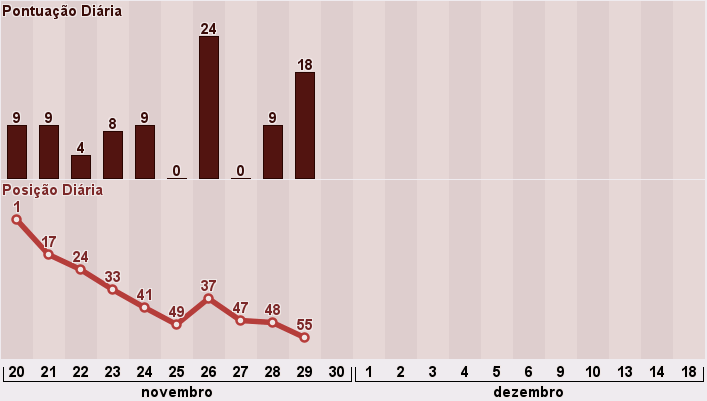 Pontuação Diária
9 9 4 8 9 0 24 0 9 18
Posição Diária
1 17 24 33 41 49 37 47 48 55
20 21 22 23 24 25 26 27 28 29 30 1 2 3 4 5 6 9 10 13 14 18
novembro dezembro